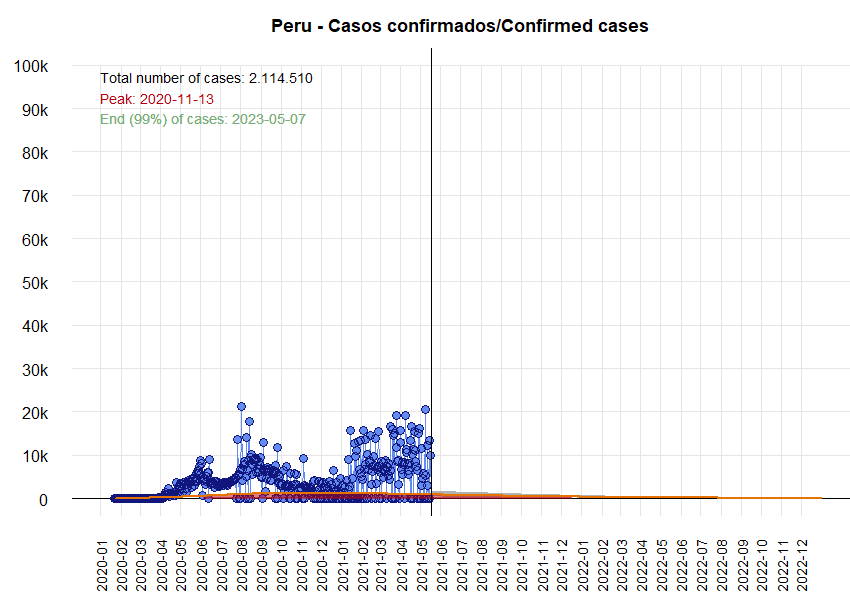 Peru - Casos confirmados/Confirmed cases
Total number of cases: 2.114.510
Peak: 2020-11-13
End (99%) of cases: 2023-05-07
100k
90k
80k
70k
60k
50k
40k
30k
20k
10k
0
2020-01
2020-02
2020-03
2020-04
2020-05
2020-06
2020-07
2020-08
2020-09
2020-10
2020-11
2020-12
2021-01
2021-02
2021-03
2021-04
2021-05
2021-06
2021-07
2021-08
2021-09
2021-10
2021-11
2021-12
2022-01
2022-02
2022-03
2022-04
2022-05
2022-06
2022-07
2022-08
2022-09
2022-10
2022-11
2022-12